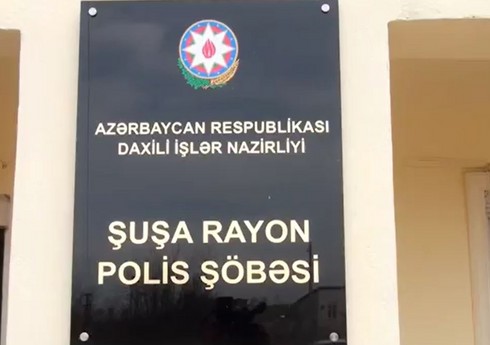 AZƏRBAYCAN RESPUBLİKASI
DAXİLİ İŞLƏR NAZİRLİYİ
ŞUŞA RAYON
POLİS ŞÖBƏSİ